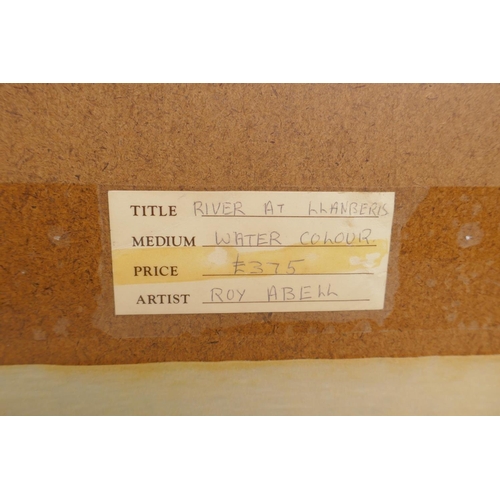 TITLE RIVER AT LLANBERIS
MEDIUM WATER COLOUR
PRICE £375
ARTIST ROY ABELL